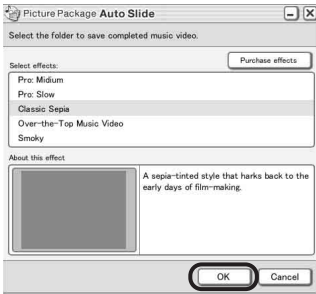 Picture Package Auto Slide
Select the folder to save completed music video.
Purchase effects
Select effects:
Pro: Midium
Pro: Slow
Classic Sepia
Over-the-Top Music Video
Smoky
About this effect
A sepia-tinted style that harks back to the
early days of film-making.
OK
Cancel